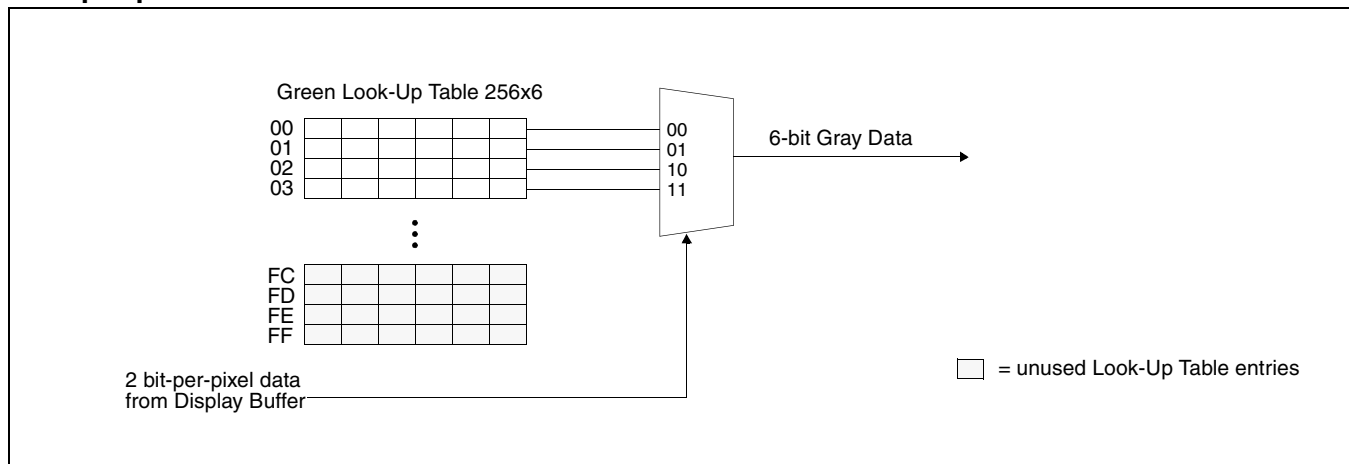 Green Look-Up Table 256x6
00
01
02
03
00
01
10
11
6-bit Gray Data
FC
FD
FE
FF
2 bit-per-pixel data
from Display Buffer
= unused Look-Up Table entries